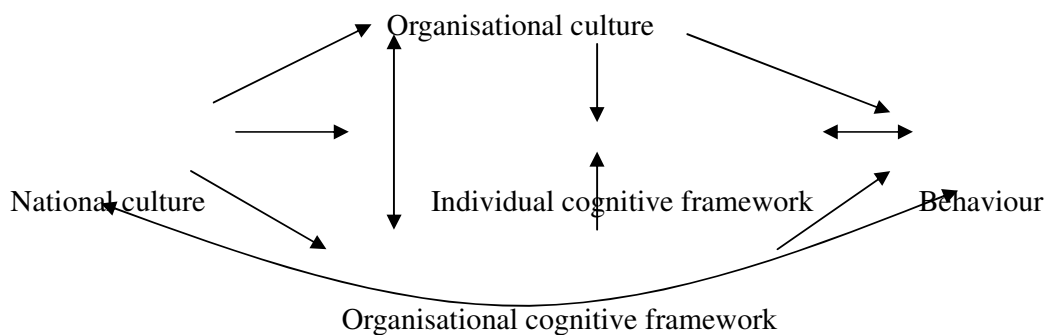 Organisational culture
National culture Individual cognitive framework Behaviour
Organisational cognitive framework